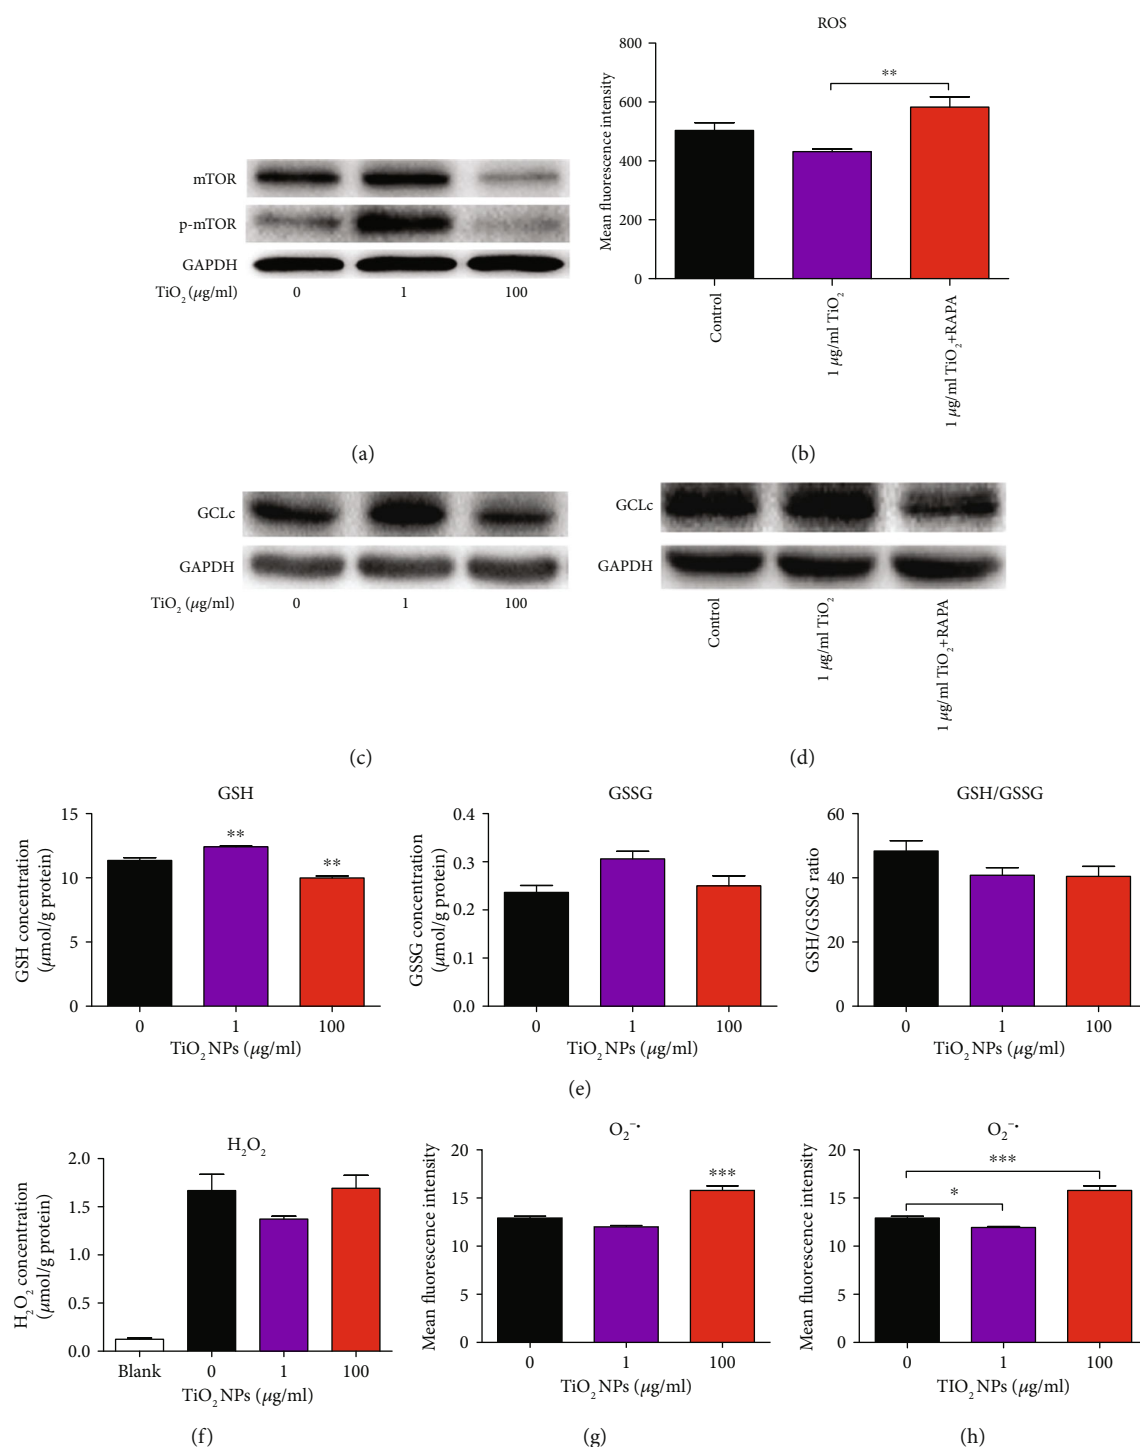 mTOR
p-mTOR
GAPDH
TiO₂ (μg/ml) 0 1 100
(a)
ROS
Mean fluorescence intensity
800
600
400
200
0
**
Control
1 μg/ml TiO₂
1 μg/ml TiO₂+RAPA
(b)
GCLc
GAPDH
TiO₂ (μg/ml) 0 1 100
(c)
GCLc
GAPDH
Control
1 μg/ml TiO₂
1 μg/ml TiO₂+RAPA
(d)
GSH
GSH concentration
(μmol/g protein)
15
10
5
0
**
**
0 1 100
TiO₂ NPs (μg/ml)
GSSG
GSSG concentration
(μmol/g protein)
0.4
0.3
0.2
0.1
0.0
0 1 100
TiO₂ NPs (μg/ml)
GSH/GSSG
GSH/GSSG ratio
60
40
20
0
0 1 100
TiO₂ NPs (μg/ml)
(e)
H₂O₂
H₂O₂ concentration
(μmol/g protein)
2.0
1.5
1.0
0.5
0.0
Blank 0 1 100
TiO₂ NPs (μg/ml)
(f)
O₂⁻•
Mean fluorescence intensity
20
15
10
5
0
***
0 1 100
TiO₂ NPs (μg/ml)
(g)
O₂⁻•
Mean fluorescence intensity
20
15
10
5
0
***
*
0 1 100
TIO₂ NPs (μg/ml)
(h)